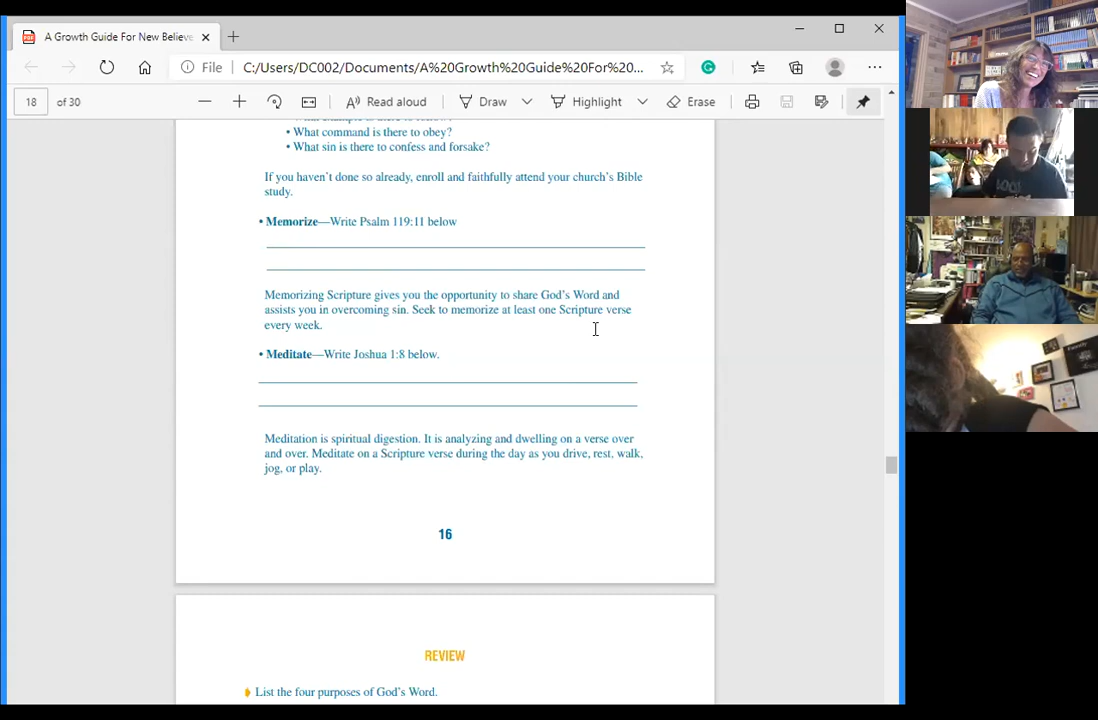 A Growth Guide For New Believe
File
C:/Users/DC002/Documents/A%20Growth%20Guide%20For%20...
18 of 30
Read aloud
Draw
Highlight
Erase
• What command is there to obey?
• What sin is there to confess and forsake?
If you haven't done so already, enroll and faithfully attend your church's Bible
study.
• Memorize—Write Psalm 119:11 below
Memorizing Scripture gives you the opportunity to share God's Word and
assists you in overcoming sin. Seek to memorize at least one Scripture verse
every week.
• Meditate—Write Joshua 1:8 below.
Meditation is spiritual digestion. It is analyzing and dwelling on a verse over
and over. Meditate on a Scripture verse during the day as you drive, rest, walk,
jog, or play.
16
REVIEW
List the four purposes of God's Word.